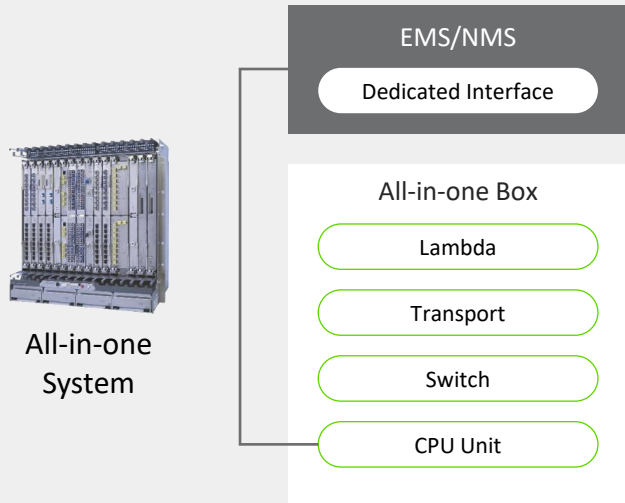 EMS/NMS
Dedicated Interface
All-in-one Box
Lambda
Transport
Switch
CPU Unit
All-in-one
System